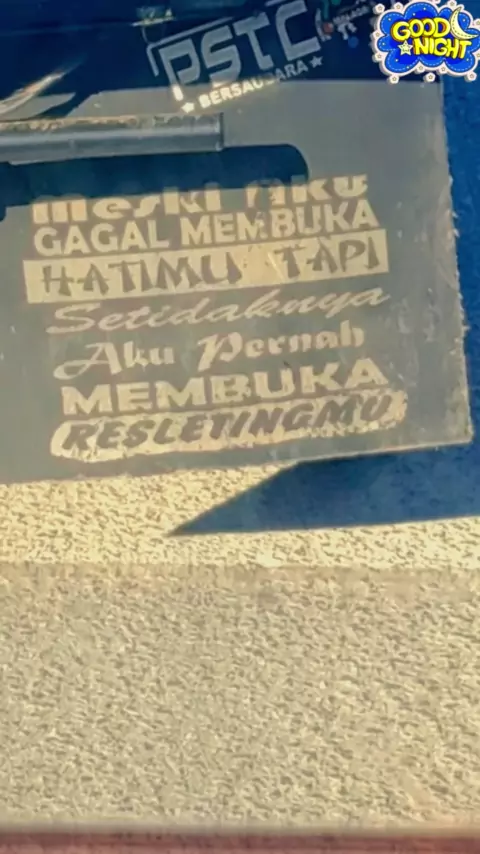 PSTC
★ BERSAUDARA ★
GOOD
NIGHT
Meski Aku
GAGAL MEMBUKA
HATIMU TAPI
Setidaknya
Aku Pernah
MEMBUKA
RESLETINGMU